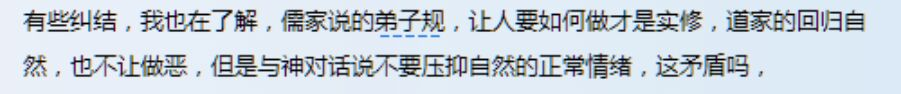 有些纠结，我也在了解，儒家说的弟子规，让人要如何做才是实修，道家的回归自
然，也不让做恶，但是与神对话说不要压抑自然的正常情绪，这矛盾吗，